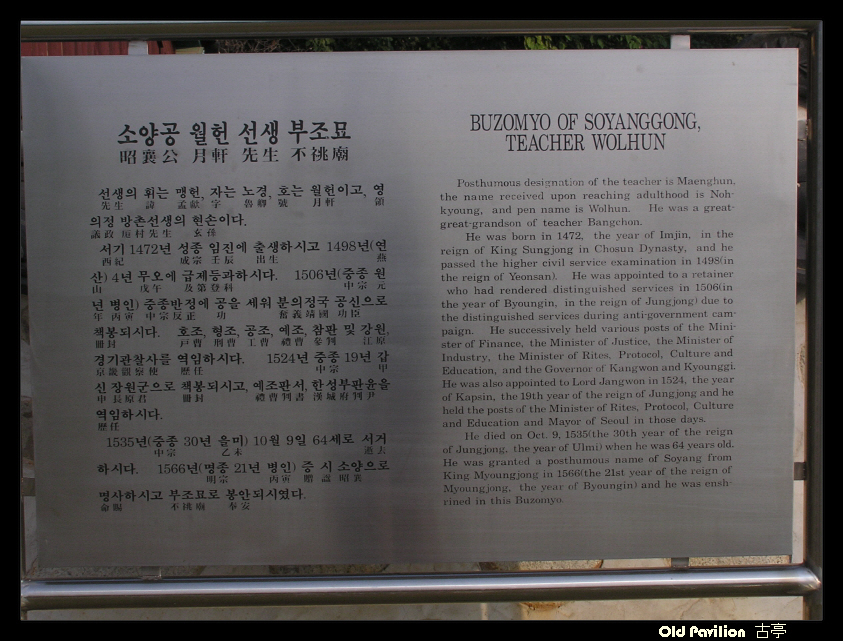 소양공 월헌 선생 부조묘
昭襄公 月軒 先生 不祧廟
선생의 휘는 맹헌, 자는 노경, 호는 월헌이고, 영
先生 諱 孟獻 字 魯卿 號 月軒 領
의정 방촌선생의 현손이다.
議政 厖村先生 玄孫
서기 1472년 성종 임진에 출생하시고 1498년(연
西紀 成宗 壬辰 出生 燕
산) 4년 무오에 급제등과하시다. 1506년(중종 원
山 戊午 及第登科 中宗 元
년 병인) 중종반정에 공을 세워 분의정국 공신으로
年 丙寅 中宗反正 功 奮義靖國 功臣
책봉되시다. 호조, 형조, 공조, 예조, 참판 및 강원,
冊封 戶曹 刑曹 工曹 禮曹 參判 江原
경기관찰사를 역임하시다. 1524년 중종 19년 갑
京畿觀察使 歷任 中宗 甲
신 장원군으로 책봉되시고, 예조판서, 한성부판윤을
申 長原君 冊封 禮曹判書 漢城府判尹
역임하시다.
歷任
1535년(중종 30년 을미) 10월 9일 64세로 서거
中宗 乙未 逝去
하시다. 1566년(명종 21년 병인) 증 시 소양으로
明宗 丙寅 贈 諡 昭襄
명사하시고 부조묘로 봉안되시였다.
命賜 不祧廟 奉安
BUZOMYO OF SOYANGGONG,
TEACHER WOLHUN
Posthumous designation of the teacher is Maenghun,
the name received upon reaching adulthood is Noh-
kyoung, and pen name is Wolhun. He was a great-
great-grandson of teacher Bangchon.
He was born in 1472, the year of Imjin, in the
reign of King Sungjong in Chosun Dynasty, and he
passed the higher civil service examination in 1498(in
the reign of Yeonsan). He was appointed to a retainer
who had rendered distinguished services in 1506(in
the year of Byoungin, in the reign of Jungjong) due to
the distinguished services during anti-government cam-
paign. He successively held various posts of the Mini-
ster of Finance, the Minister of Justice, the Minister of
Industry, the Minister of Rites, Protocol, Culture and
Education, and the Governor of Kangwon and Kyounggi.
He was also appointed to Lord Jangwon in 1524, the year
of Kapsin, the 19th year of the reign of Jungjong and he
held the posts of the Minister of Rites, Protocol, Culture
and Education and Mayor of Seoul in those days.
He died on Oct. 9, 1535(the 30th year of the reign
of Jungjong, the year of Ulmi) when he was 64 years old.
He was granted a posthumous name of Soyang from
King Myoungjong in 1566(the 21st year of the reign of
Myoungjong, the year of Byoungin) and he was ensh-
rined in this Buzomyo.
Old Pavilion 古亭